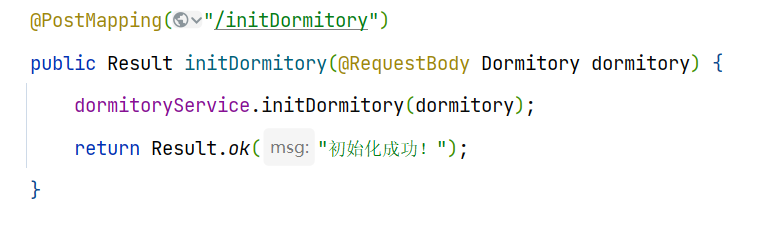 @PostMapping("/initDormitory")
public Result initDormitory(@RequestBody Dormitory dormitory) {
dormitoryService.initDormitory(dormitory);
return Result.ok( msg: "初始化成功！");
}